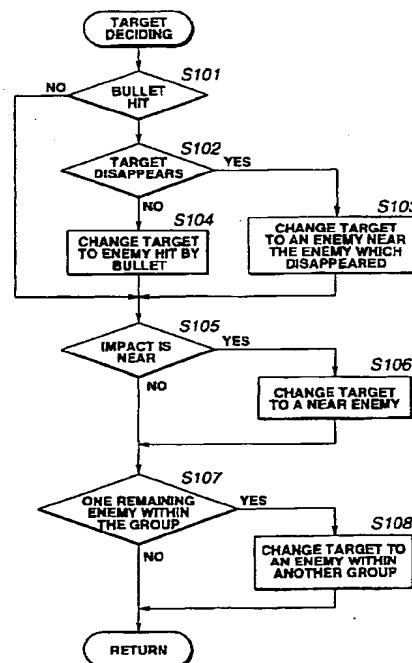 TARGET
DECIDING
S101
NO
BULLET
HIT
S102
TARGET
DISAPPEARS
YES
NO
S103
S104
CHANGE TARGET
TO ENEMY HIT BY
BULLET
CHANGE TARGET
TO AN ENEMY NEAR
THE ENEMY WHICH
DISAPPEARED
S105
IMPACT IS
NEAR
YES
NO
S106
CHANGE TARGET
TO A NEAR ENEMY
S107
ONE REMAINING
ENEMY WITHIN
THE GROUP
YES
NO
S108
CHANGE TARGET TO
AN ENEMY WITHIN
ANOTHER GROUP
RETURN